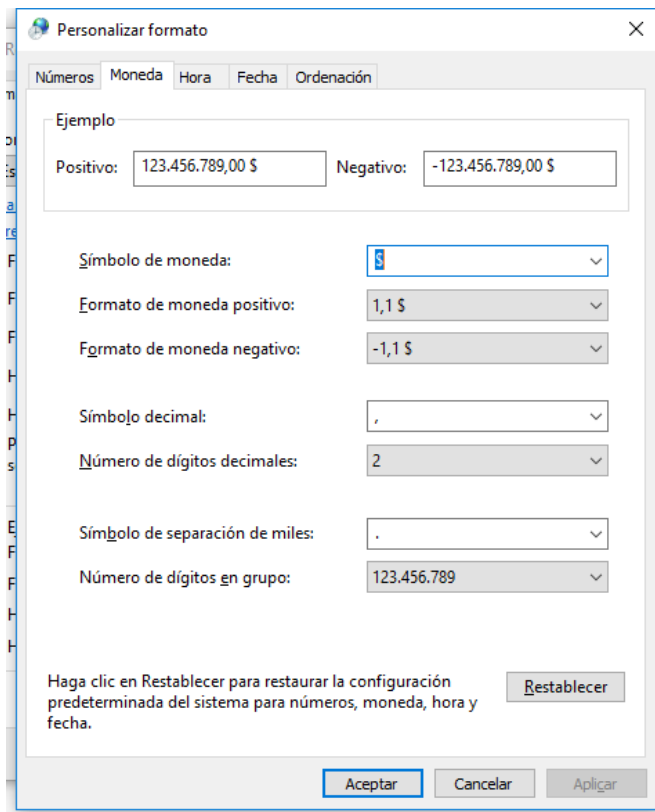 Personalizar formato
Números Moneda Hora Fecha Ordenación
Ejemplo
Positivo: 123.456.789,00 $ Negativo: -123.456.789,00 $
Símbolo de moneda: $
Formato de moneda positivo: 1,1 $
Formato de moneda negativo: -1,1 $
Símbolo decimal: ,
Número de dígitos decimales: 2
Símbolo de separación de miles: .
Número de dígitos en grupo: 123.456.789
Haga clic en Restablecer para restaurar la configuración
predeterminada del sistema para números, moneda, hora y
fecha.
Restablecer
Aceptar Cancelar Aplicar